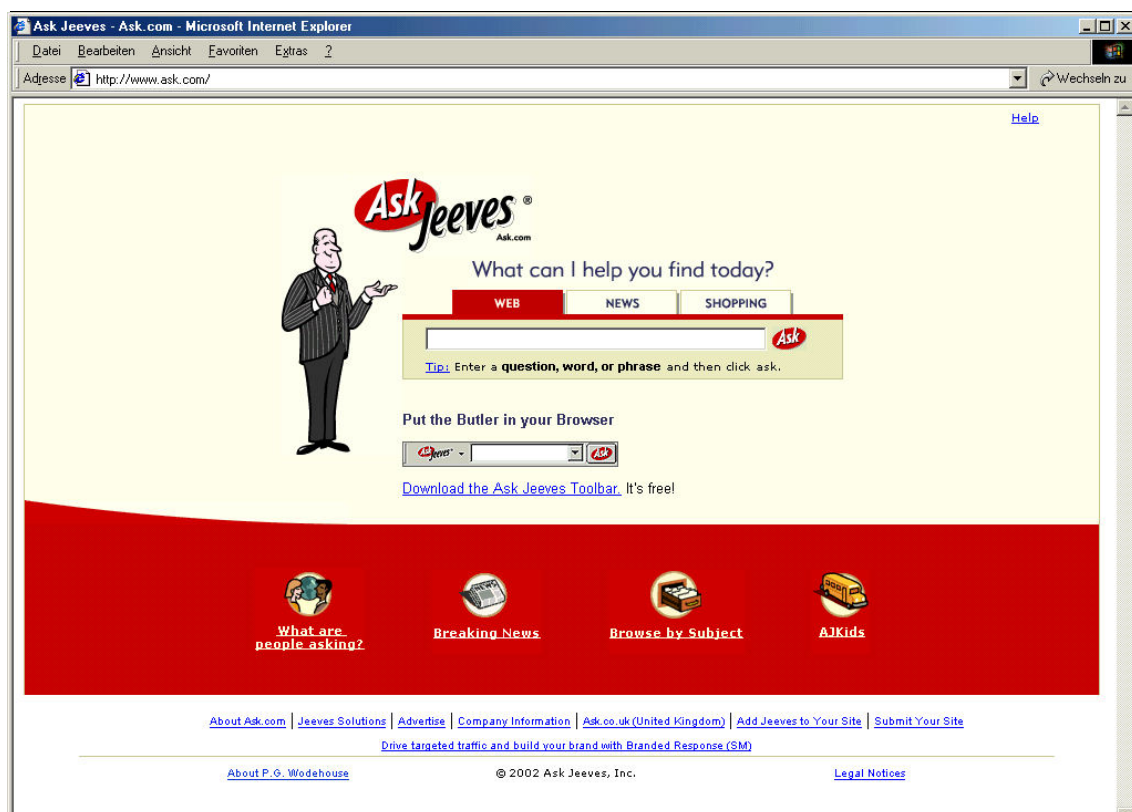 Ask Jeeves - Ask.com - Microsoft Internet Explorer
Datei Bearbeiten Ansicht Favoriten Extras ?
Adresse http://www.ask.com/ Wechseln zu
Help
Ask Jeeves ®
Ask.com
What can I help you find today?
WEB NEWS SHOPPING
Ask
Tip: Enter a question, word, or phrase and then click ask.
Put the Butler in your Browser
Ask Jeeves Ask
Download the Ask Jeeves Toolbar. It's free!
NEWS
What are people asking?
Breaking News
Browse by Subject
AJKids
About Ask.com | Jeeves Solutions | Advertise | Company Information | Ask.co.uk (United Kingdom) | Add Jeeves to Your Site | Submit Your Site
Drive targeted traffic and build your brand with Branded Response (SM)
About P.G. Wodehouse © 2002 Ask Jeeves, Inc. Legal Notices